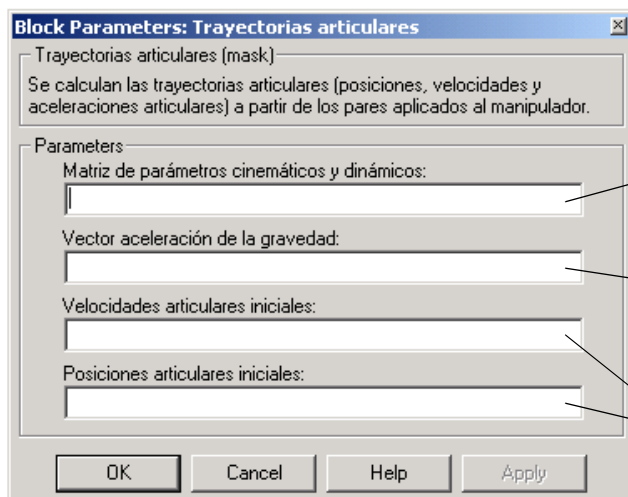 Block Parameters: Trayectorias articulares
Trayectorias articulares (mask)
Se calculan las trayectorias articulares (posiciones, velocidades y
aceleraciones articulares) a partir de los pares aplicados al manipulador.
Parameters
Matriz de parámetros cinemáticos y dinámicos:
Vector aceleración de la gravedad:
Velocidades articulares iniciales:
Posiciones articulares iniciales:
OK Cancel Help Apply